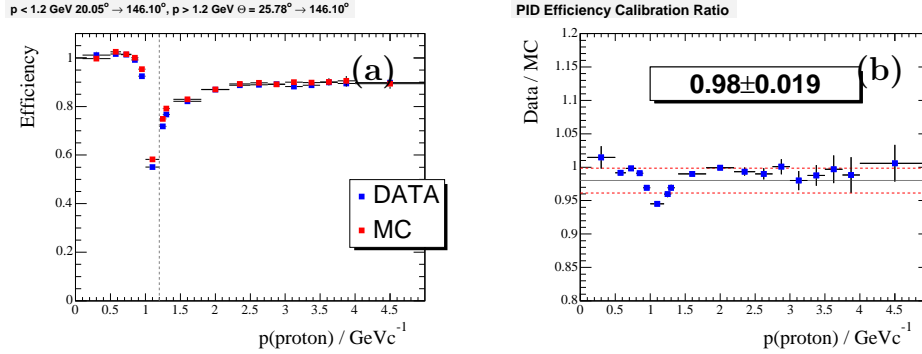 p < 1.2 GeV 20.05° → 146.10°, p > 1.2 GeV Θ = 25.78° → 146.10°
Efficiency
1
0.8
0.6
0.4
0.2
0
(a)
DATA
MC
0 0.5 1 1.5 2 2.5 3 3.5 4 4.5
p(proton) / GeVc⁻¹
PID Efficiency Calibration Ratio
Data / MC
1.2
1.15
1.1
1.05
1
0.95
0.9
0.85
0.8
(b)
0.98±0.019
0 0.5 1 1.5 2 2.5 3 3.5 4 4.5
p(proton) / GeVc⁻¹